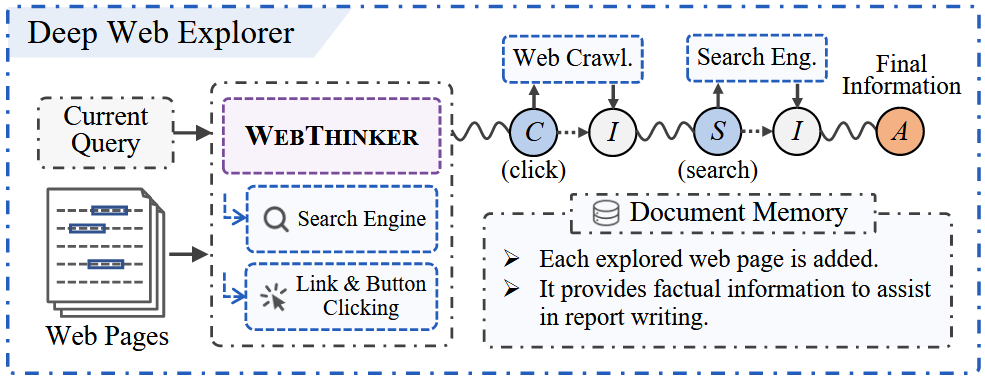 Deep Web Explorer
Current
Query
Web Pages
WEBTHINKER
Search Engine
Link & Button
Clicking
Web Crawl.
Search Eng.
Final
Information
C
I
S
I
A
(click)
(search)
Document Memory
➢ Each explored web page is added.
➢ It provides factual information to assist
in report writing.